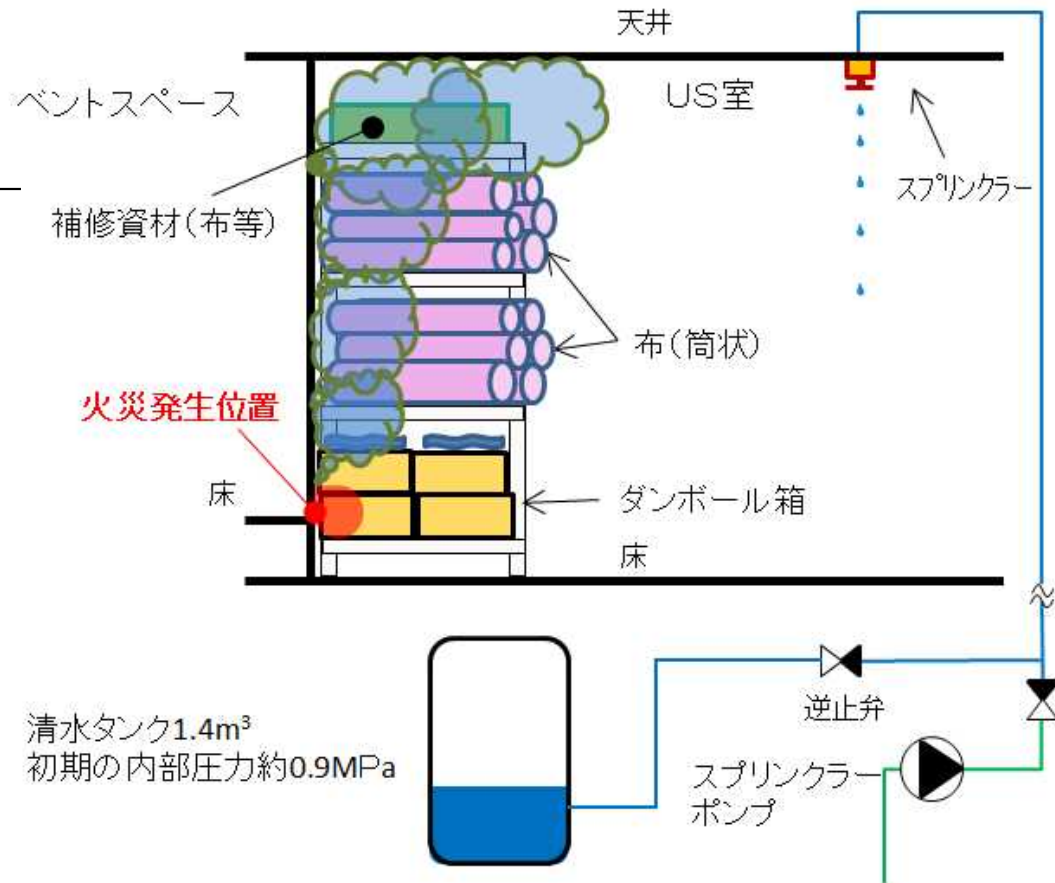 天井
ベントスペース
US室
スプリンクラー
補修資材(布等)
布(筒状)
火災発生位置
床
ダンボール箱
床
清水タンク1.4m³
初期の内部圧力約0.9MPa
逆止弁
スプリンクラー
ポンプ